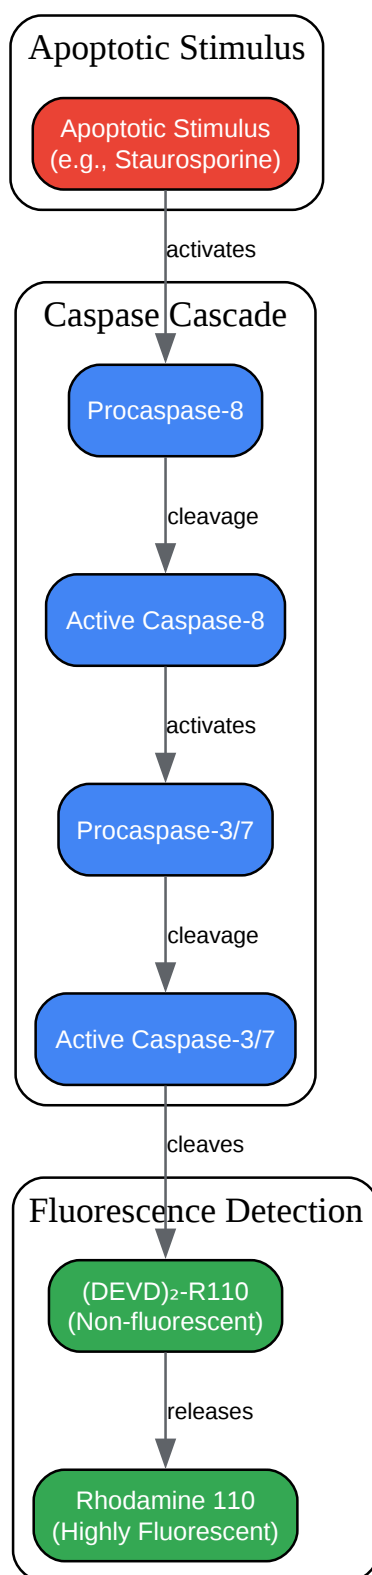 Apoptotic Stimulus
Apoptotic Stimulus
(e.g., Staurosporine)
activates
Caspase Cascade
Procaspase-8
cleavage
Active Caspase-8
activates
Procaspase-3/7
cleavage
Active Caspase-3/7
cleaves
Fluorescence Detection
(DEVD)₂-R110
(Non-fluorescent)
releases
Rhodamine 110
(Highly Fluorescent)